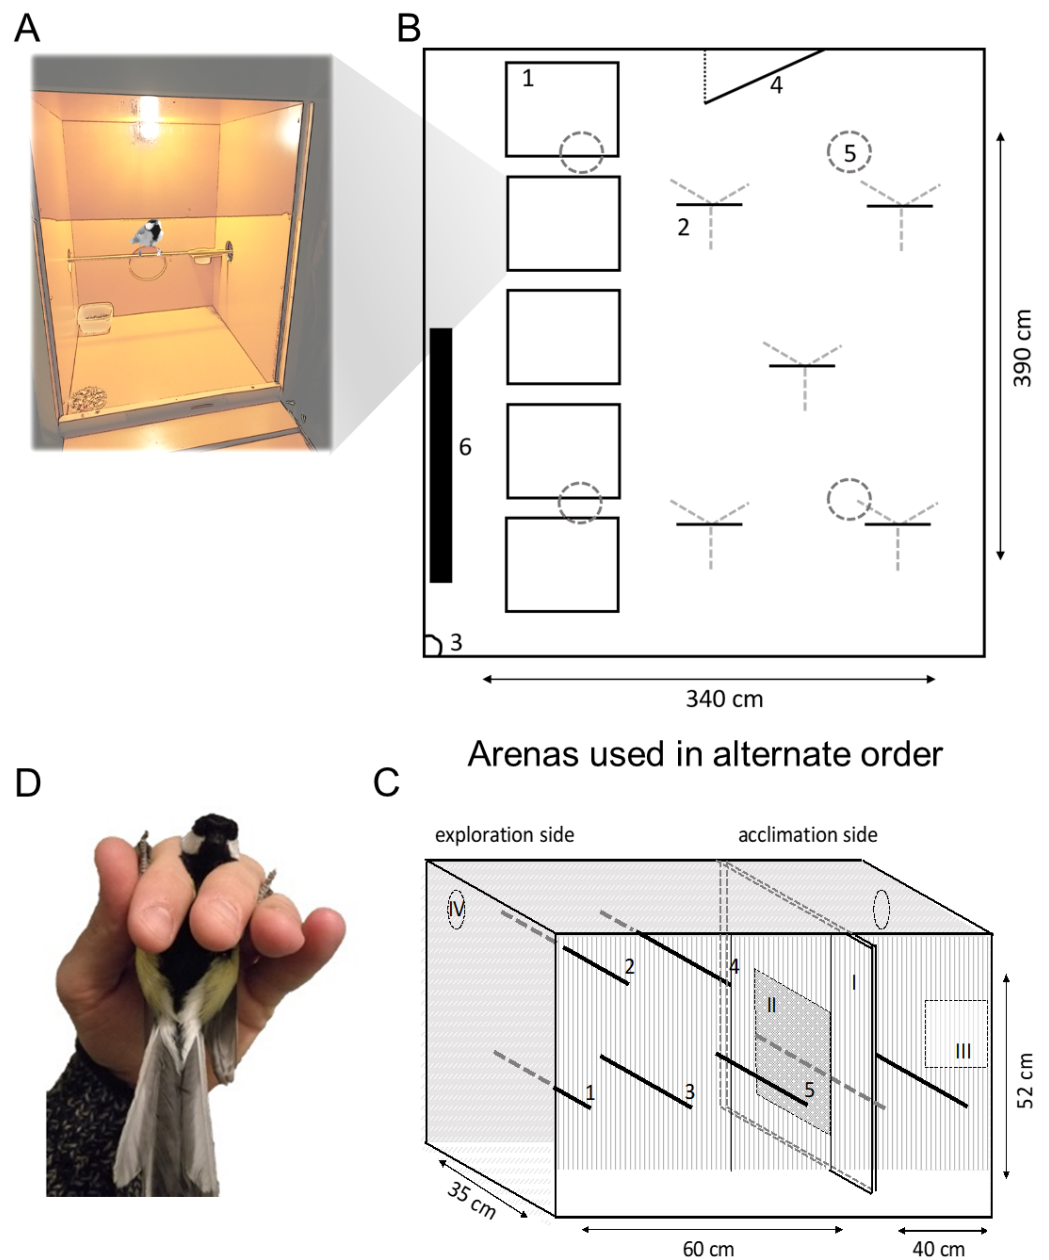 A
B
1
4
5
2
6
3
390 cm
340 cm
Arenas used in alternate order
D
C
exploration side
acclimation side
IV
2
4
I
II
III
1
3
5
52 cm
35 cm
60 cm
40 cm